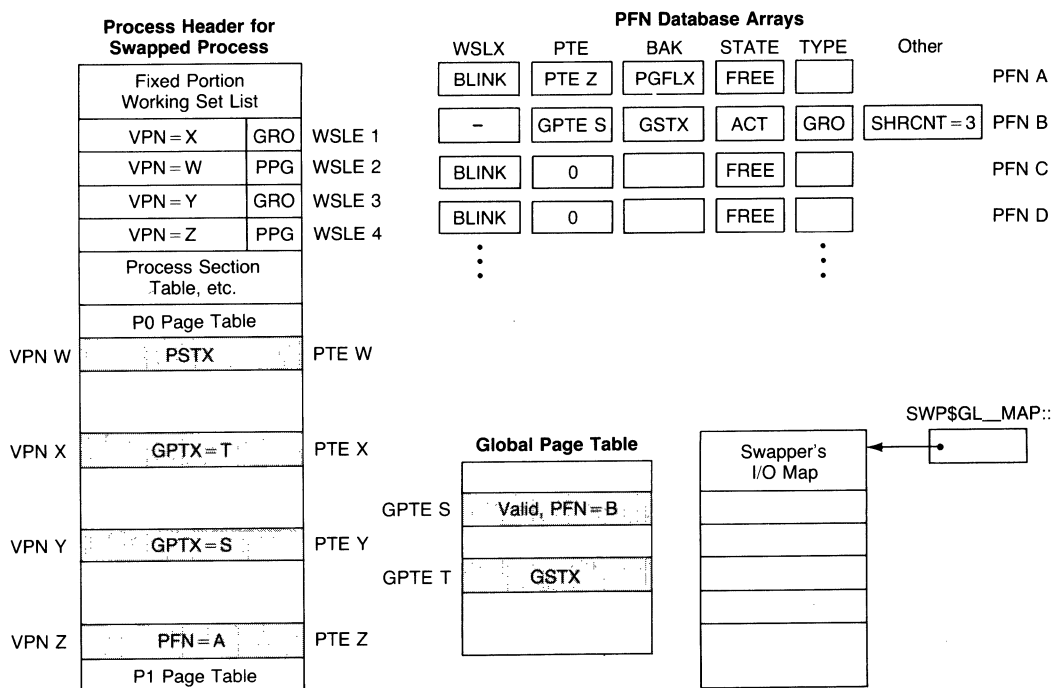 Process Header for
Swapped Process
Fixed Portion
Working Set List
VPN=X GRO WSLE 1
VPN=W PPG WSLE 2
VPN=Y GRO WSLE 3
VPN=Z PPG WSLE 4
Process Section
Table, etc.
P0 Page Table
VPN W PSTX PTE W
VPN X GPTX=T PTE X
VPN Y GPTX=S PTE Y
VPN Z PFN=A PTE Z
P1 Page Table
PFN Database Arrays
WSLX PTE BAK STATE TYPE Other
BLINK PTE Z PGFLX FREE PFN A
– GPTE S GSTX ACT GRO SHRCNT=3 PFN B
BLINK 0 FREE PFN C
BLINK 0 FREE PFN D
Global Page Table
GPTE S Valid, PFN=B
GPTE T GSTX
SWP$GL__MAP::
Swapper's
I/O Map